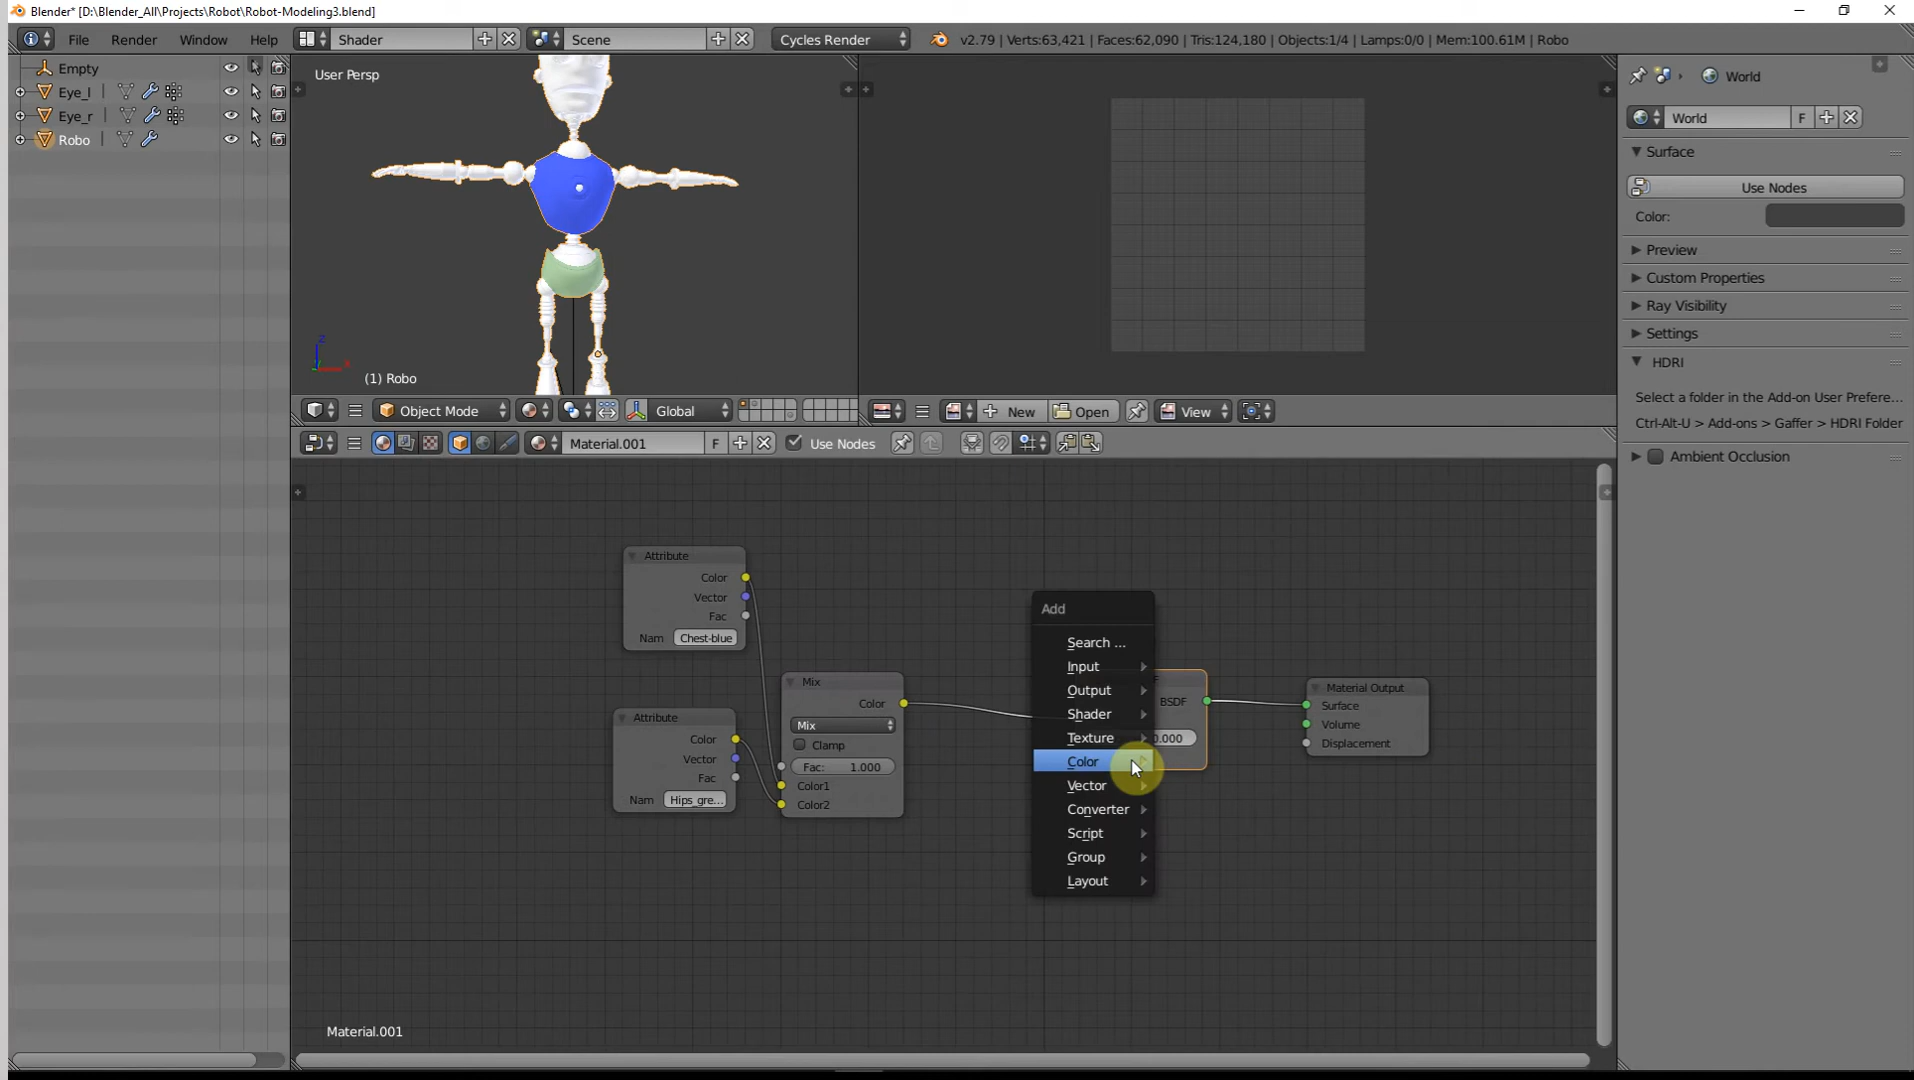 Blender* [D:\Blender_All\Projects\Robot\Robot-Modeling3.blend]
File Render Window Help Shader Scene Cycles Render v2.79 | Verts:63,421 | Faces:62,090 | Tris:124,180 | Objects:1/4 | Lamps:0/0 | Mem:100.61M | Robo
Empty
Eye_l
Eye_r
Robo
User Persp
Z
(1) Robo
Object Mode Global
New Open View
World
World F
Surface
Use Nodes
Color:
Preview
Custom Properties
Ray Visibility
Settings
HDRI
Select a folder in the Add-on User Prefere...
Ctrl-Alt-U > Add-ons > Gaffer > HDRI Folder
Ambient Occlusion
Material.001 F Use Nodes
Attribute
Color
Vector
Fac
Nam Chest-blue
Attribute
Color
Vector
Fac
Nam Hips_gre...
Mix
Color
Mix
Clamp
Fac: 1.000
Color1
Color2
Add
Search ...
Input
Output
Shader
Texture
Color
Vector
Converter
Script
Group
Layout
F
BSDF
0.000
Material Output
Surface
Volume
Displacement
Material.001